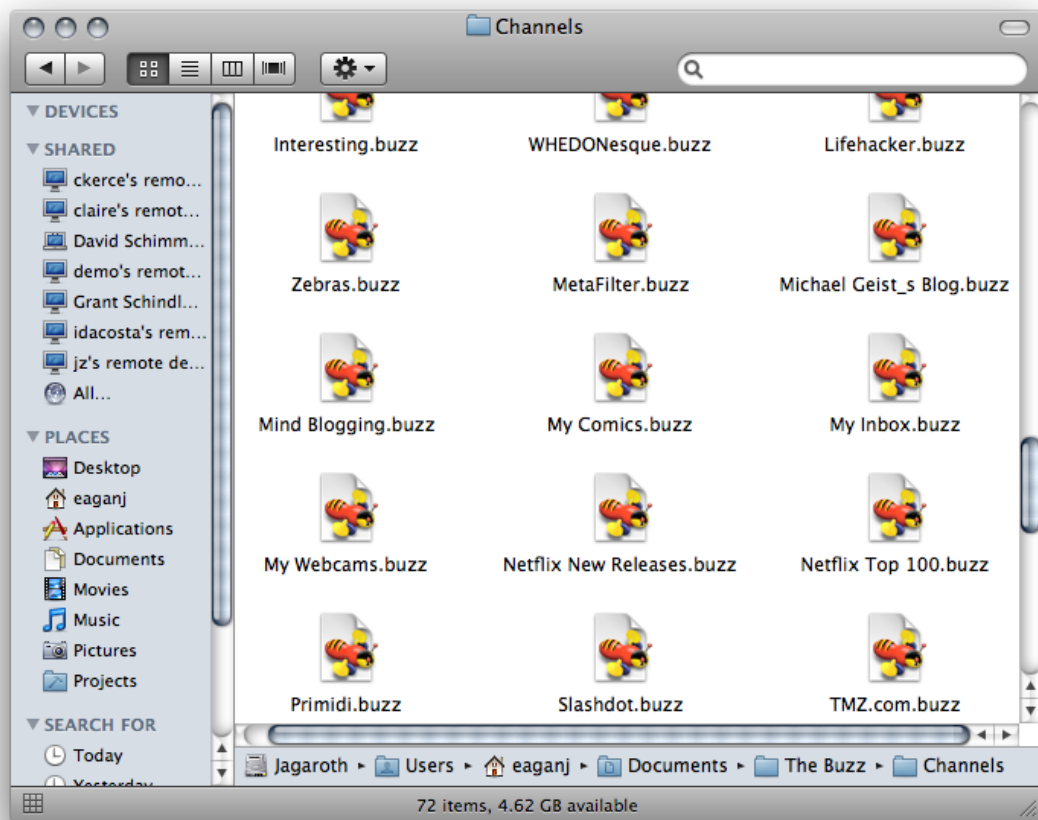 Channels
DEVICES
SHARED
ckerce's remo...
claire's remot...
David Schimm...
demo's remot...
Grant Schindl...
idacosta's rem...
jz's remote de...
All...
PLACES
Desktop
eaganj
Applications
Documents
Movies
Music
Pictures
Projects
SEARCH FOR
Today
Yesterday
Interesting.buzz WHEDONesque.buzz Lifehacker.buzz
Zebras.buzz MetaFilter.buzz Michael Geist_s Blog.buzz
Mind Blogging.buzz My Comics.buzz My Inbox.buzz
My Webcams.buzz Netflix New Releases.buzz Netflix Top 100.buzz
Primidi.buzz Slashdot.buzz TMZ.com.buzz
Jagaroth ▸ Users ▸ eaganj ▸ Documents ▸ The Buzz ▸ Channels
72 items, 4.62 GB available